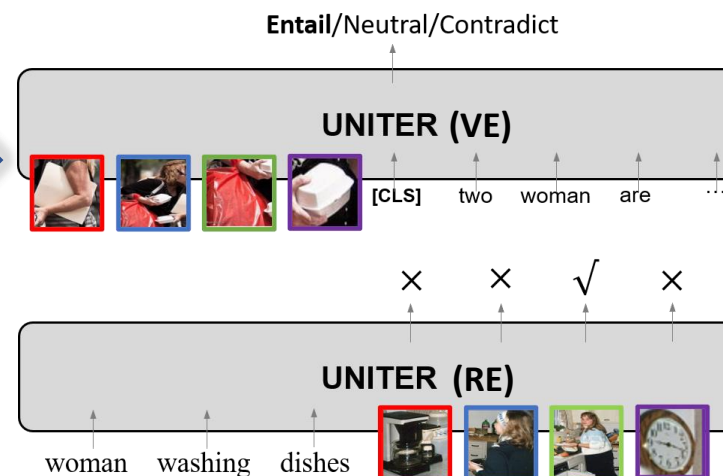 Entail/Neutral/Contradict
UNITER (VE)
[CLS] two woman are ...
× × √ ×
UNITER (RE)
woman washing dishes